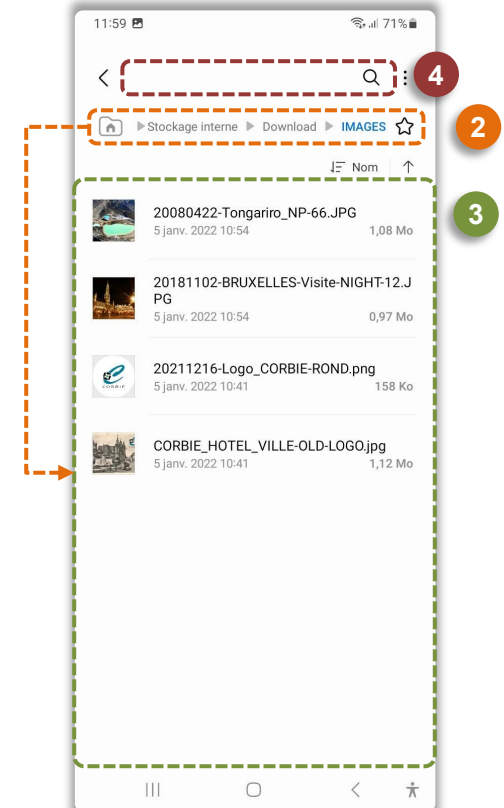 11:59 71%
4
Stockage interne Download IMAGES
2
Nom
3
20080422-Tongariro_NP-66.JPG
5 janv. 2022 10:54 1,08 Mo
20181102-BRUXELLES-Visite-NIGHT-12.J
PG
5 janv. 2022 10:54 0,97 Mo
20211216-Logo_CORBIE-ROND.png
CORBIE
5 janv. 2022 10:41 158 Ko
CORBIE_HOTEL_VILLE-OLD-LOGO.jpg
5 janv. 2022 10:41 1,12 Mo